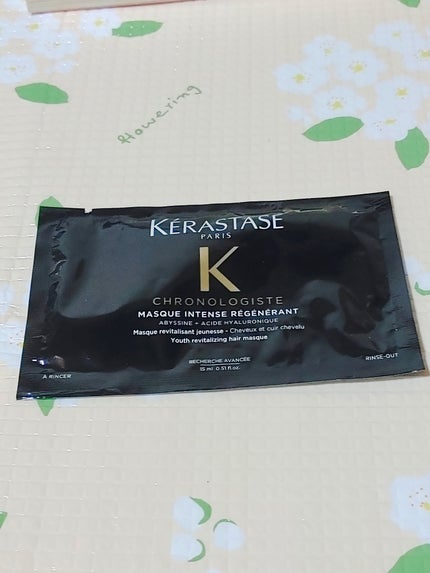 flowering
KÉRASTASE
PARIS
K
CHRONOLOGISTE
MASQUE INTENSE RÉGÉNÉRANT
ABYSSINE + ACIDE HYALURONIQUE
Masque revitalisant jeunesse - Cheveux et cuir chevelu
Youth revitalizing hair masque
RECHERCHE AVANCÉE
15 ml 0.51 fl.oz.
À RINCER
RINSE-OUT